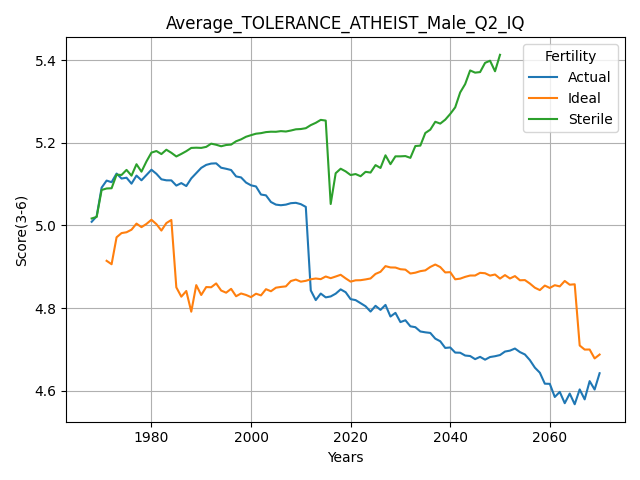 Average_TOLERANCE_ATHEIST_Male_Q2_IQ
Fertility
Actual
Ideal
Sterile
Score(3-6)
5.4
5.2
5.0
4.8
4.6
1980 2000 2020 2040 2060
Years